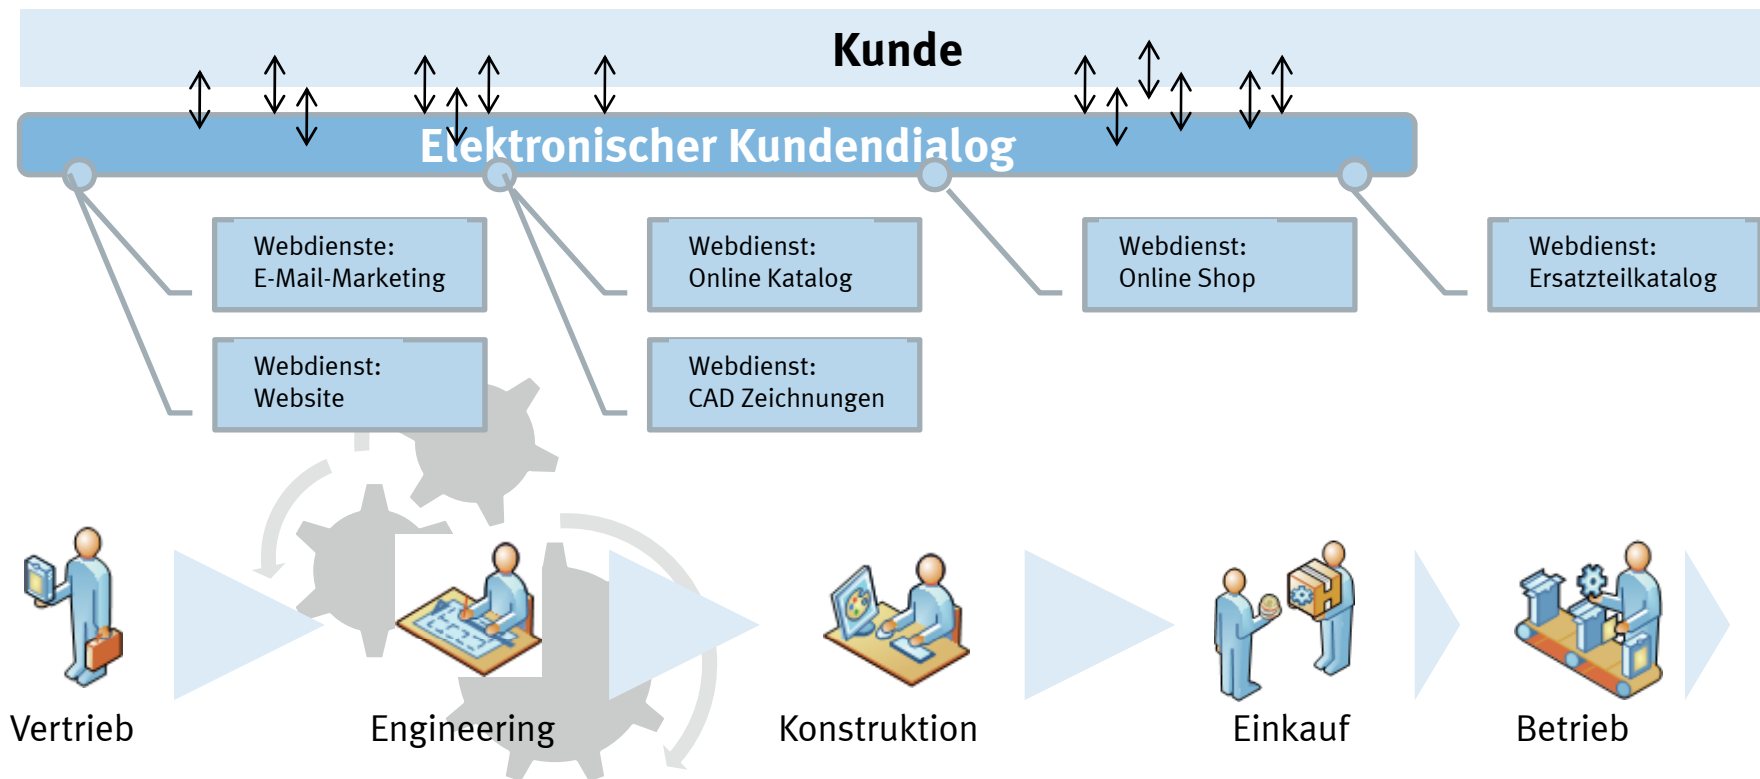 Kunde
Elektronischer Kundendialog
Webdienste:
E-Mail-Marketing
Webdienst:
Online Katalog
Webdienst:
Online Shop
Webdienst:
Ersatzteilkatalog
Webdienst:
Website
Webdienst:
CAD Zeichnungen
Vertrieb
Engineering
Konstruktion
Einkauf
Betrieb